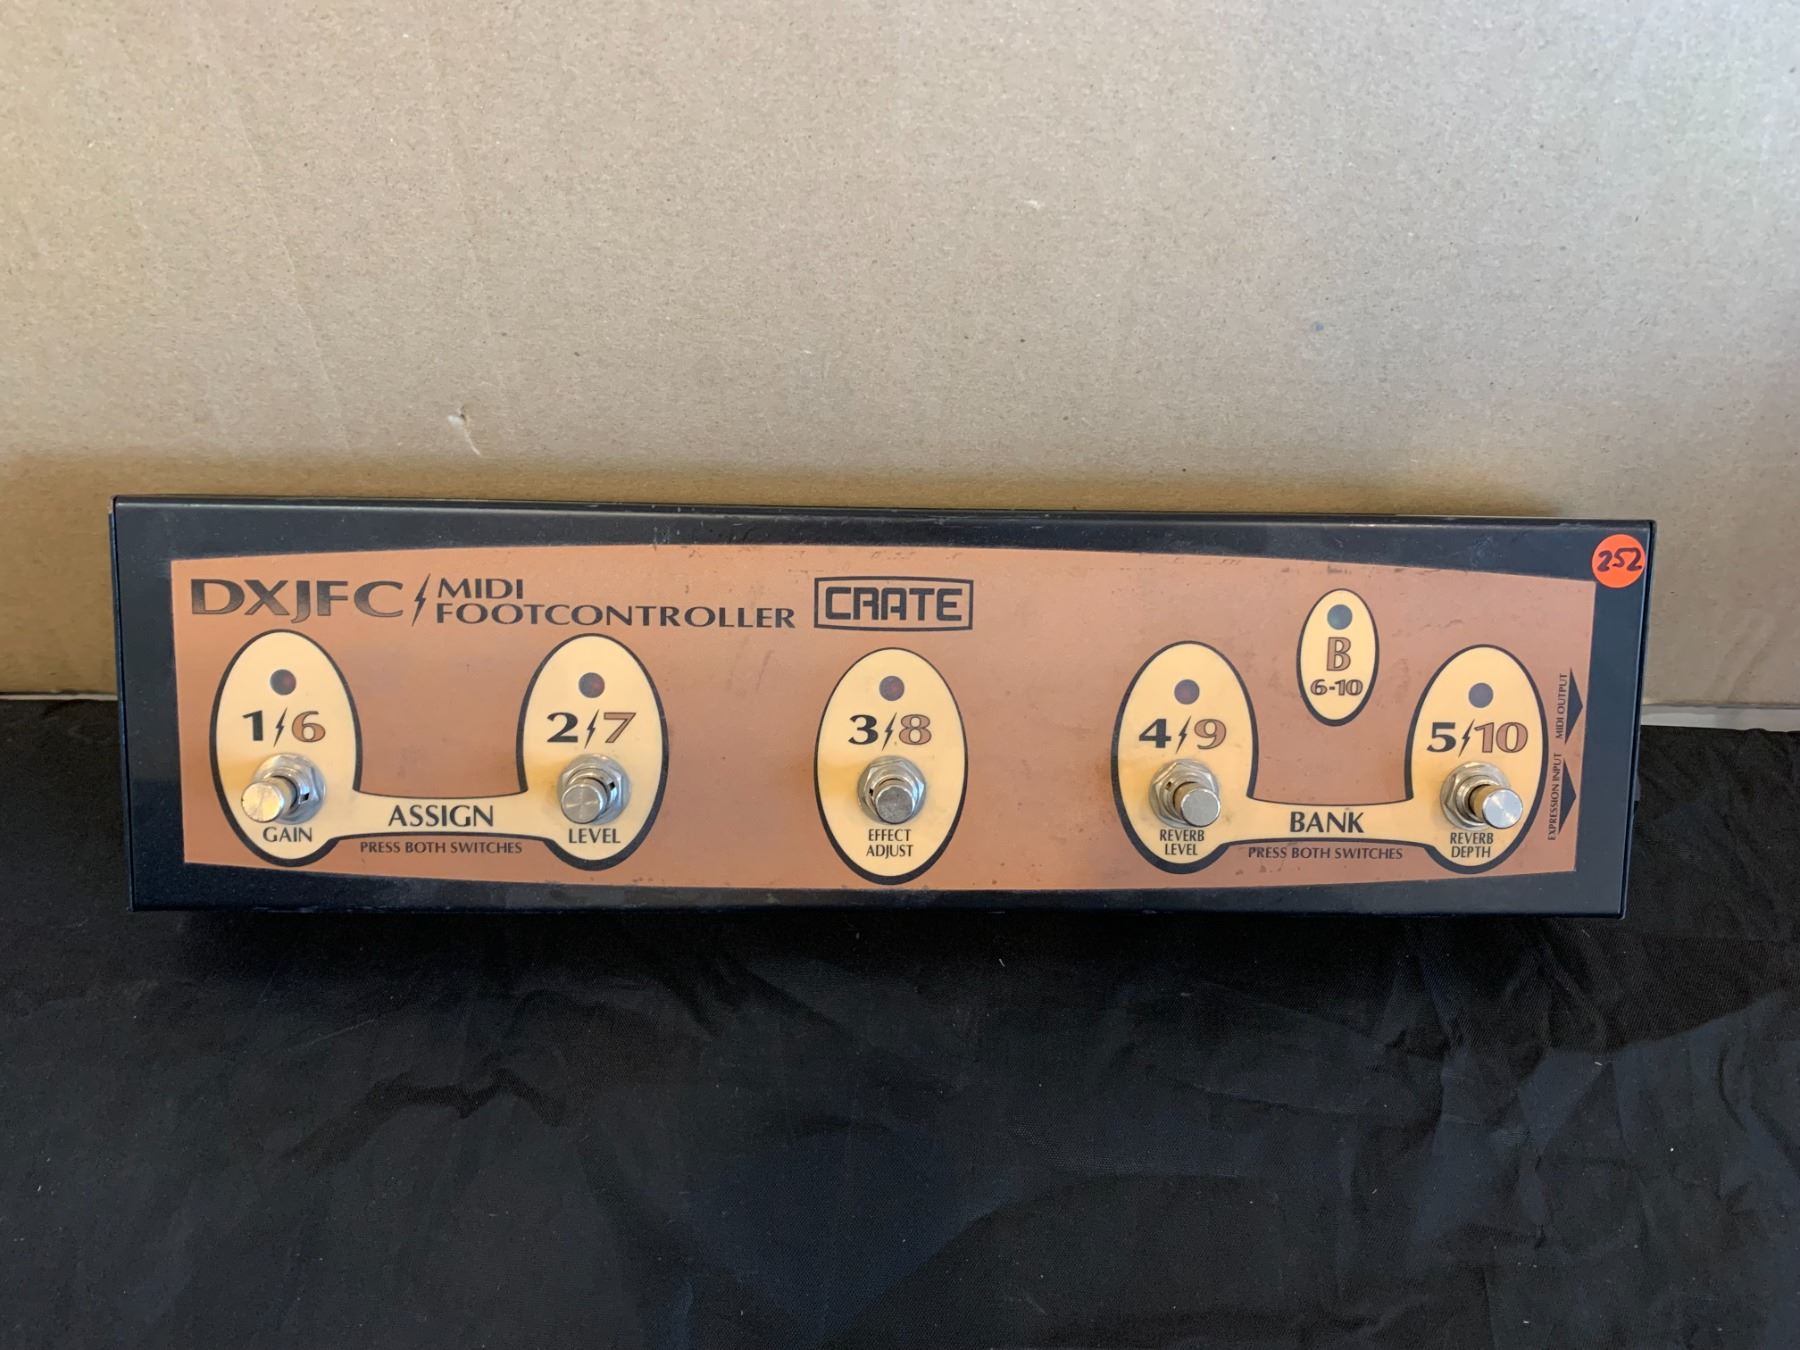 DXJFC MIDI FOOTCONTROLLER
CRATE
252
B
6-10
1/6
2/7
3/8
4/9
5/10
GAIN
ASSIGN
PRESS BOTH SWITCHES
LEVEL
EFFECT
ADJUST
REVERB
LEVEL
BANK
PRESS BOTH SWITCHES
REVERB
DEPTH
MIDI OUTPUT
EXPRESSION INPUT